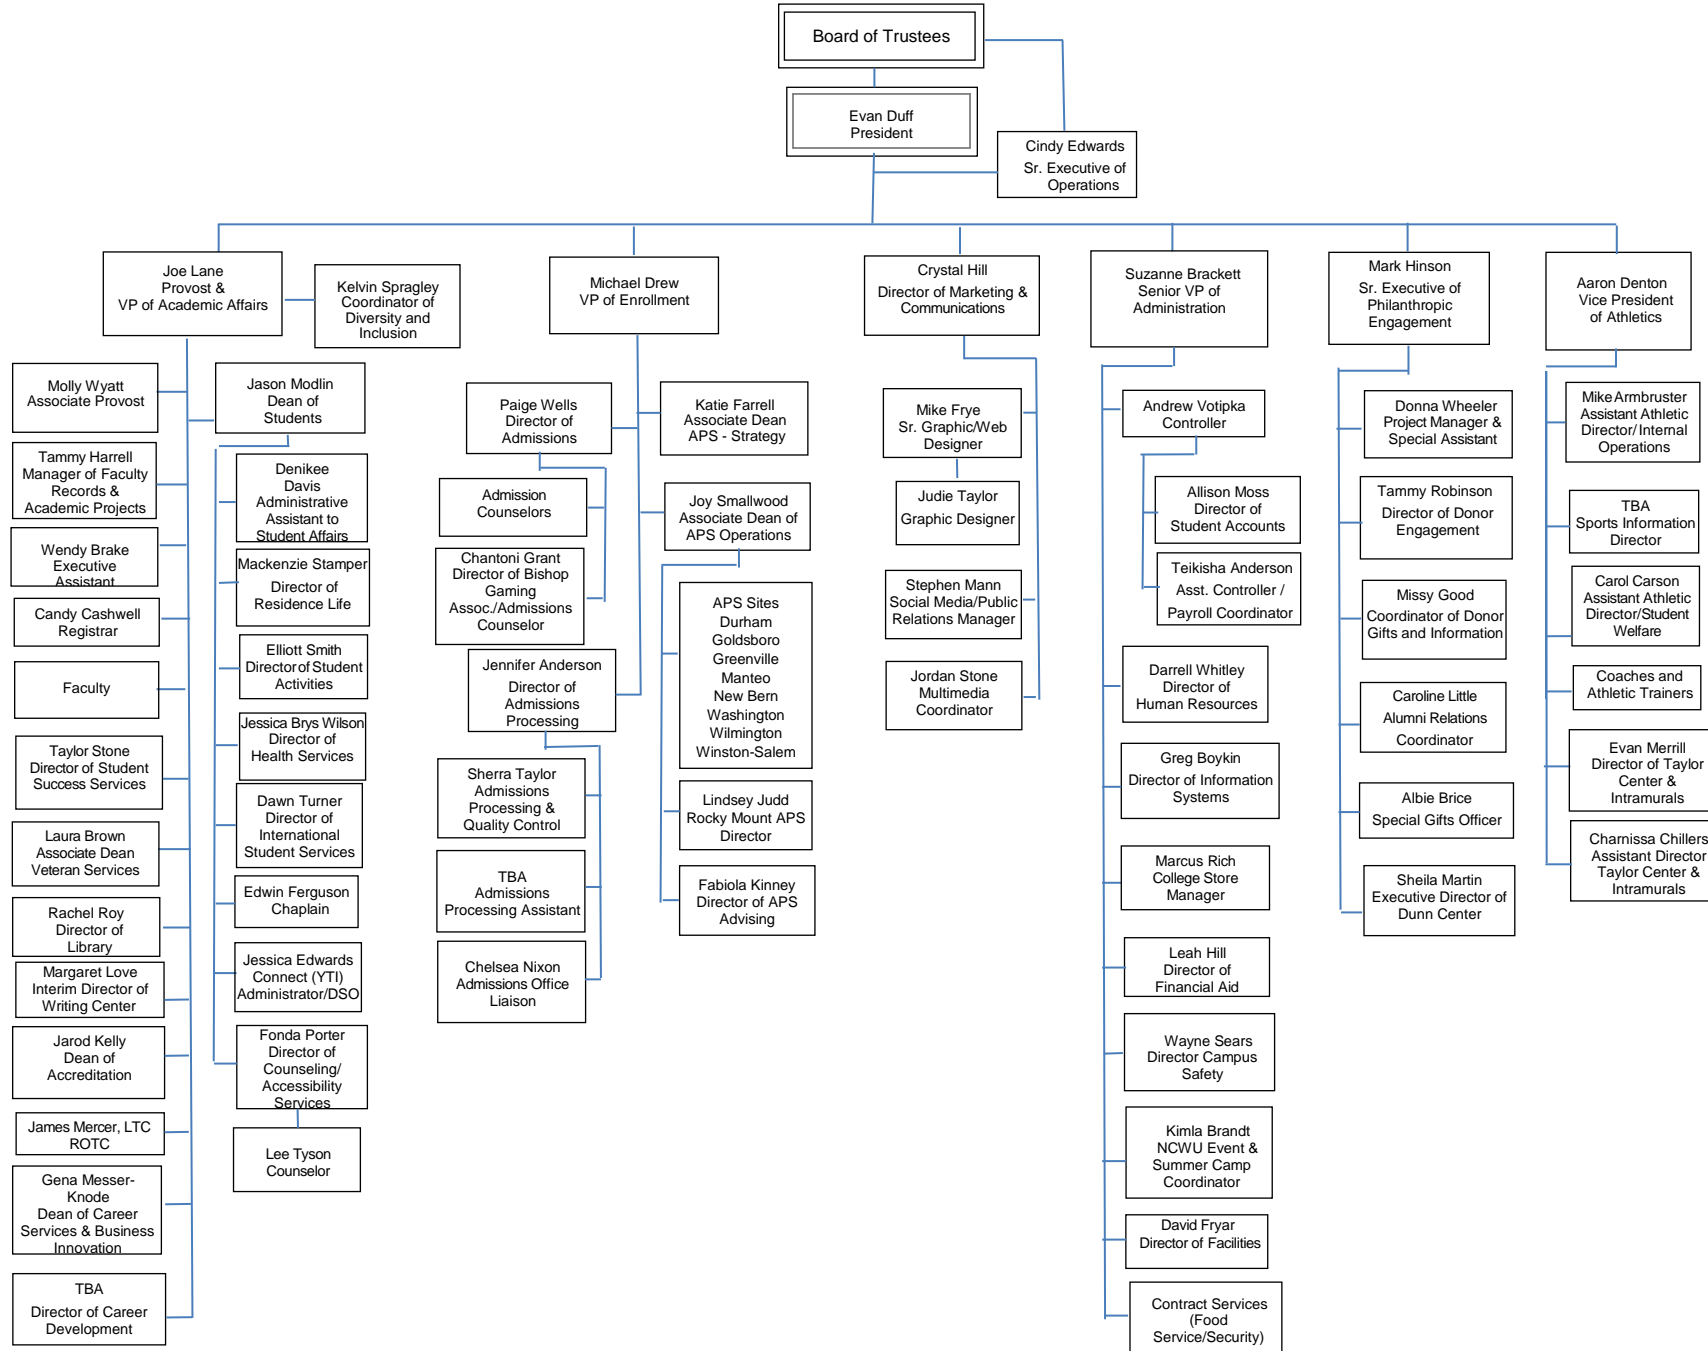 Board of Trustees
Evan Duff
President
Cindy Edwards
Sr. Executive of
Operations
Joe Lane
Provost &
VP of Academic Affairs
Kelvin Spragley
Coordinator of
Diversity and
Inclusion
Michael Drew
VP of Enrollment
Crystal Hill
Director of Marketing &
Communications
Suzanne Brackett
Senior VP of
Administration
Mark Hinson
Sr. Executive of
Philanthropic
Engagement
Aaron Denton
Vice President
of Athletics
Molly Wyatt
Associate Provost
Tammy Harrell
Manager of Faculty
Records &
Academic Projects
Wendy Brake
Executive
Assistant
Candy Cashwell
Registrar
Faculty
Taylor Stone
Director of Student
Success Services
Laura Brown
Associate Dean
Veteran Services
Rachel Roy
Director of
Library
Margaret Love
Interim Director of
Writing Center
Jarod Kelly
Dean of
Accreditation
James Mercer, LTC
ROTC
Gena Messer-
Knode
Dean of Career
Services & Business
Innovation
TBA
Director of Career
Development
Jason Modlin
Dean of
Students
Denikee
Davis
Administrative
Assistant to
Student Affairs
Mackenzie Stamper
Director of
Residence Life
Elliott Smith
Director of Student
Activities
Jessica Brys Wilson
Director of
Health Services
Dawn Turner
Director of
International
Student Services
Edwin Ferguson
Chaplain
Jessica Edwards
Connect (YTI)
Administrator/DSO
Fonda Porter
Director of
Counseling/
Accessibility
Services
Lee Tyson
Counselor
Paige Wells
Director of
Admissions
Admission
Counselors
Chantoni Grant
Director of Bishop
Gaming
Assoc./Admissions
Counselor
Jennifer Anderson
Director of
Admissions
Processing
Sherra Taylor
Admissions
Processing &
Quality Control
TBA
Admissions
Processing Assistant
Chelsea Nixon
Admissions Office
Liaison
Katie Farrell
Associate Dean
APS - Strategy
Joy Smallwood
Associate Dean of
APS Operations
APS Sites
Durham
Goldsboro
Greenville
Manteo
New Bern
Washington
Wilmington
Winston-Salem
Lindsey Judd
Rocky Mount APS
Director
Fabiola Kinney
Director of APS
Advising
Mike Frye
Sr. Graphic/Web
Designer
Judie Taylor
Graphic Designer
Stephen Mann
Social Media/Public
Relations Manager
Jordan Stone
Multimedia
Coordinator
Andrew Votipka
Controller
Allison Moss
Director of
Student Accounts
Teikisha Anderson
Asst. Controller /
Payroll Coordinator
Darrell Whitley
Director of
Human Resources
Greg Boykin
Director of Information
Systems
Marcus Rich
College Store
Manager
Leah Hill
Director of
Financial Aid
Wayne Sears
Director Campus
Safety
Kimla Brandt
NCWU Event &
Summer Camp
Coordinator
David Fryar
Director of Facilities
Contract Services
(Food
Service/Security)
Donna Wheeler
Project Manager &
Special Assistant
Tammy Robinson
Director of Donor
Engagement
Missy Good
Coordinator of Donor
Gifts and Information
Caroline Little
Alumni Relations
Coordinator
Albie Brice
Special Gifts Officer
Sheila Martin
Executive Director of
Dunn Center
Mike Armbruster
Assistant Athletic
Director/ Internal
Operations
TBA
Sports Information
Director
Carol Carson
Assistant Athletic
Director/Student
Welfare
Coaches and
Athletic Trainers
Evan Merrill
Director of Taylor
Center &
Intramurals
Charnissa Chillers
Assistant Director
Taylor Center &
Intramurals